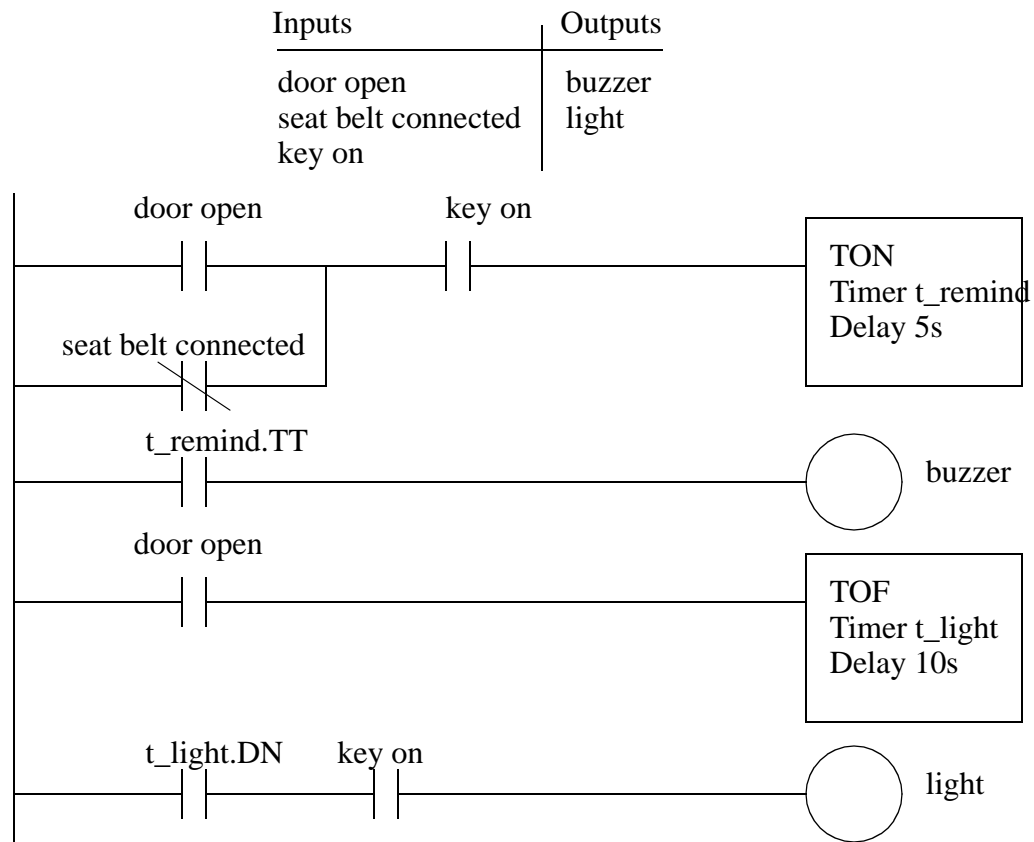 Inputs Outputs
door open buzzer
seat belt connected light
key on
door open key on
TON
Timer t_remind
Delay 5s
seat belt connected
t_remind.TT
buzzer
door open
TOF
Timer t_light
Delay 10s
t_light.DN key on
light